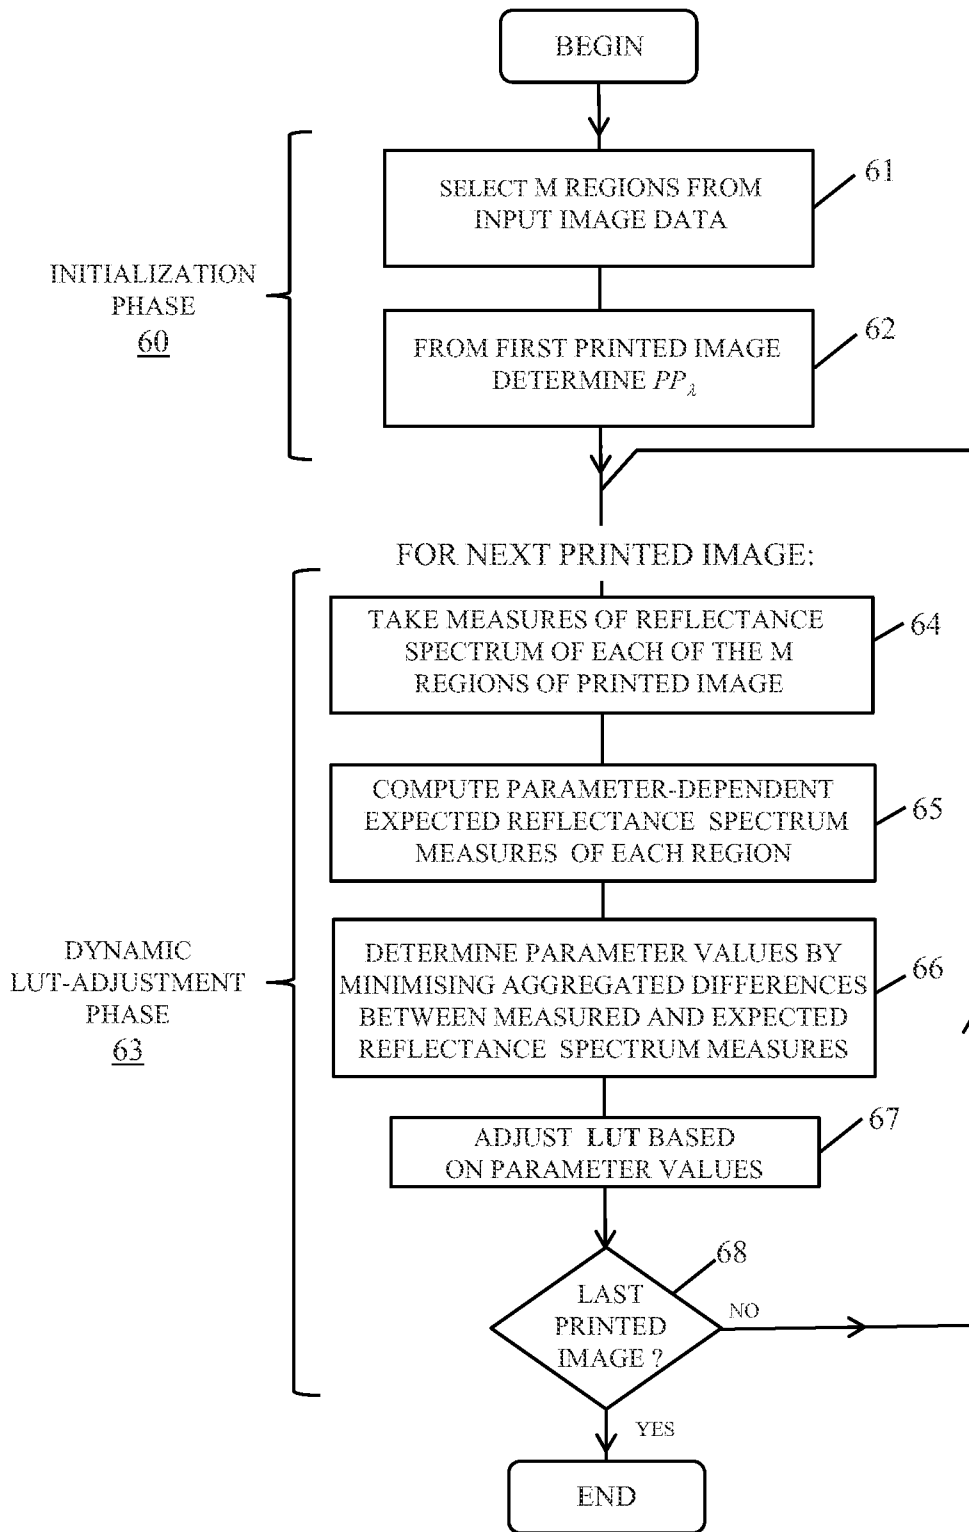 BEGIN
61
SELECT M REGIONS FROM
INPUT IMAGE DATA
INITIALIZATION
PHASE
60
62
FROM FIRST PRINTED IMAGE
DETERMINE PPλ
FOR NEXT PRINTED IMAGE:
64
TAKE MEASURES OF REFLECTANCE
SPECTRUM OF EACH OF THE M
REGIONS OF PRINTED IMAGE
65
COMPUTE PARAMETER-DEPENDENT
EXPECTED REFLECTANCE SPECTRUM
MEASURES OF EACH REGION
DYNAMIC
LUT-ADJUSTMENT
PHASE
63
66
DETERMINE PARAMETER VALUES BY
MINIMISING AGGREGATED DIFFERENCES
BETWEEN MEASURED AND EXPECTED
REFLECTANCE SPECTRUM MEASURES
67
ADJUST LUT BASED
ON PARAMETER VALUES
68
LAST
PRINTED
IMAGE ?
NO
YES
END